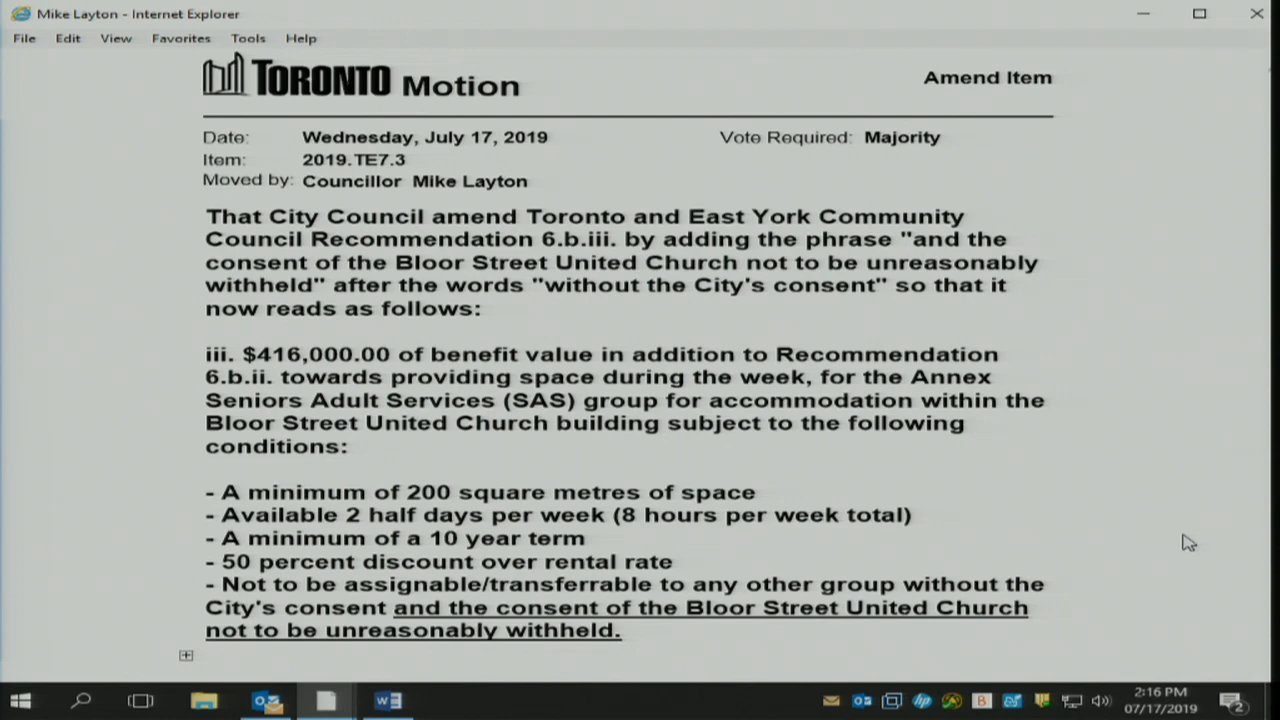 Mike Layton - Internet Explorer
File Edit View Favorites Tools Help
TORONTO Motion
Amend Item
Date: Wednesday, July 17, 2019
Vote Required: Majority
Item: 2019.TE7.3
Moved by: Councillor Mike Layton
That City Council amend Toronto and East York Community
Council Recommendation 6.b.iii. by adding the phrase "and the
consent of the Bloor Street United Church not to be unreasonably
withheld" after the words "without the City's consent" so that it
now reads as follows:
iii. $416,000.00 of benefit value in addition to Recommendation
6.b.ii. towards providing space during the week, for the Annex
Seniors Adult Services (SAS) group for accommodation within the
Bloor Street United Church building subject to the following
conditions:
- A minimum of 200 square metres of space
- Available 2 half days per week (8 hours per week total)
- A minimum of a 10 year term
- 50 percent discount over rental rate
- Not to be assignable/transferrable to any other group without the
City's consent and the consent of the Bloor Street United Church
not to be unreasonably withheld.
2:16 PM
07/17/2019
2